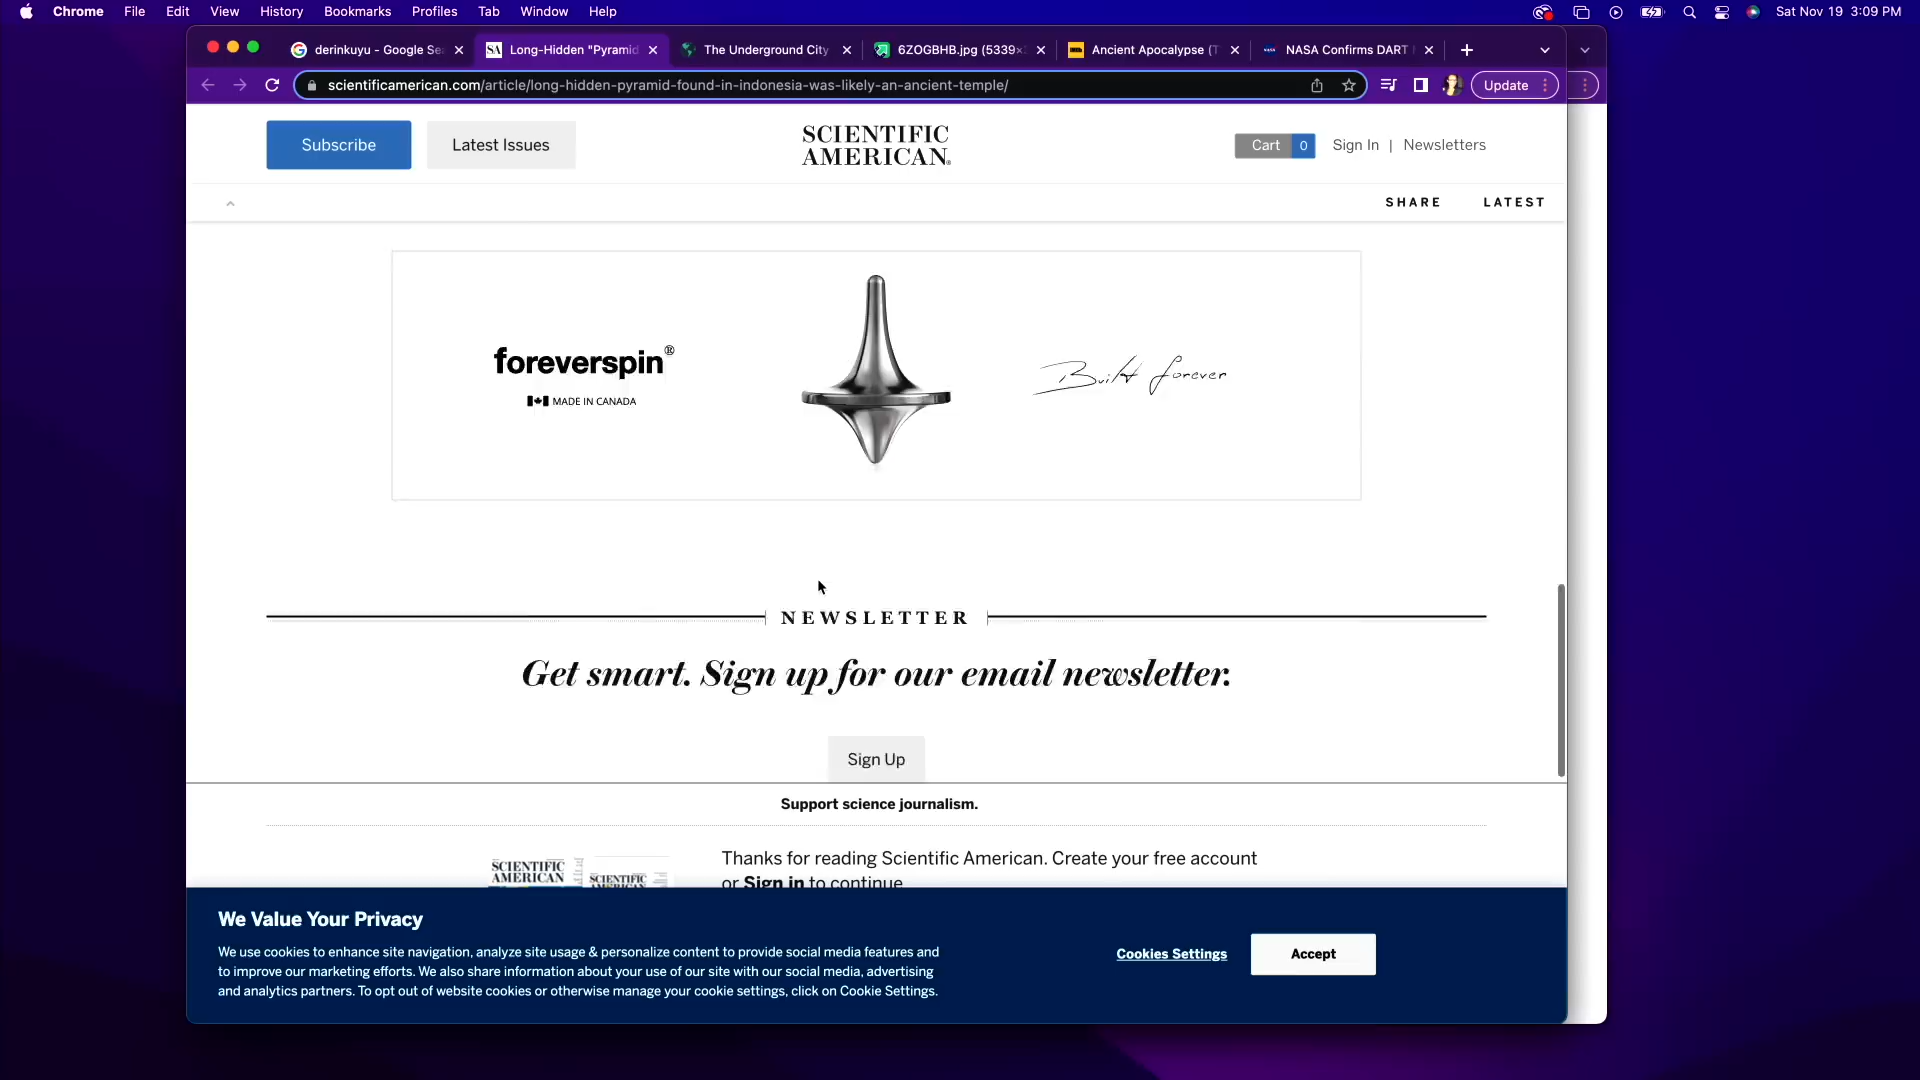 Chrome File Edit View History Bookmarks Profiles Tab Window Help
Sat Nov 19 3:09 PM
derinkuyu - Google Se
Long-Hidden "Pyramid
The Underground City
6ZOGBHB.jpg (5339×
Ancient Apocalypse (T
NASA Confirms DART
scientificamerican.com/article/long-hidden-pyramid-found-in-indonesia-was-likely-an-ancient-temple/
Update
Subscribe
Latest Issues
SCIENTIFIC
AMERICAN
Cart 0
Sign In | Newsletters
SHARE
LATEST
foreverspin®
MADE IN CANADA
Built forever
NEWSLETTER
Get smart. Sign up for our email newsletter.
Sign Up
Support science journalism.
SCIENTIFIC
AMERICAN
SCIENTIFIC
Thanks for reading Scientific American. Create your free account
or Sign in to continue
We Value Your Privacy
We use cookies to enhance site navigation, analyze site usage & personalize content to provide social media features and
to improve our marketing efforts. We also share information about your use of our site with our social media, advertising
and analytics partners. To opt out of website cookies or otherwise manage your cookie settings, click on Cookie Settings.
Cookies Settings
Accept